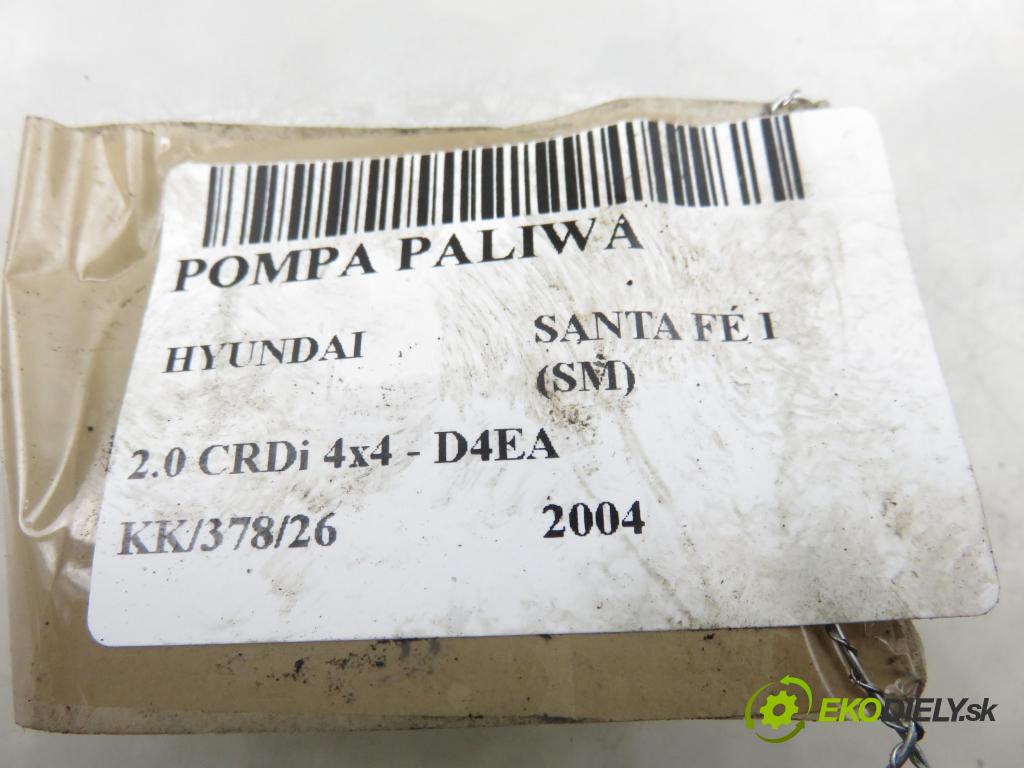 POMPA PALIWA
HYUNDAI
SANTA FÉ I
(SM)
2.0 CRDi 4x4 - D4EA
KK/378/26
2004
EKODIELY.sk